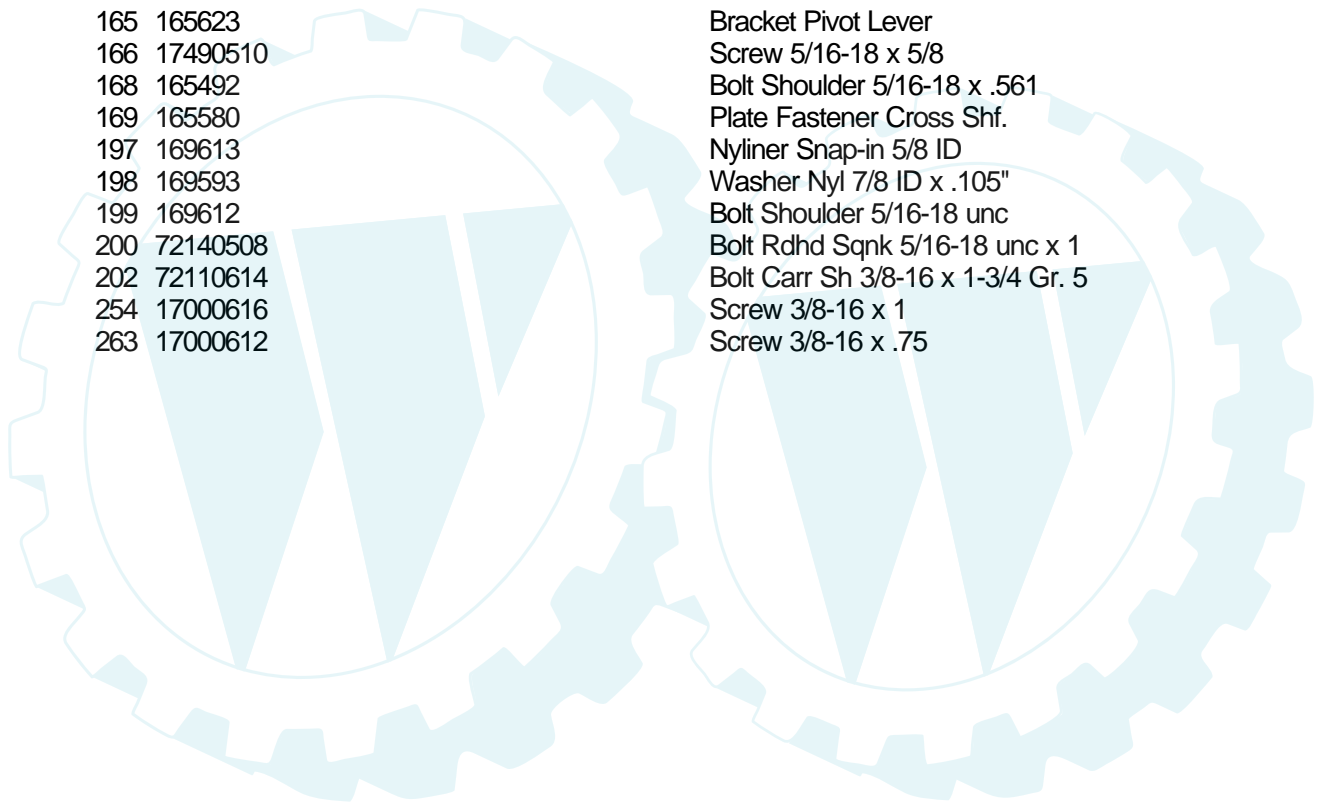 165 165623 Bracket Pivot Lever
166 17490510 Screw 5/16-18 x 5/8
168 165492 Bolt Shoulder 5/16-18 x .561
169 165580 Plate Fastener Cross Shf.
197 169613 Nyliner Snap-in 5/8 ID
198 169593 Washer Nyl 7/8 ID x .105"
199 169612 Bolt Shoulder 5/16-18 unc
200 72140508 Bolt Rdhd Sqnk 5/16-18 unc x 1
202 72110614 Bolt Carr Sh 3/8-16 x 1-3/4 Gr. 5
254 17000616 Screw 3/8-16 x 1
263 17000612 Screw 3/8-16 x .75